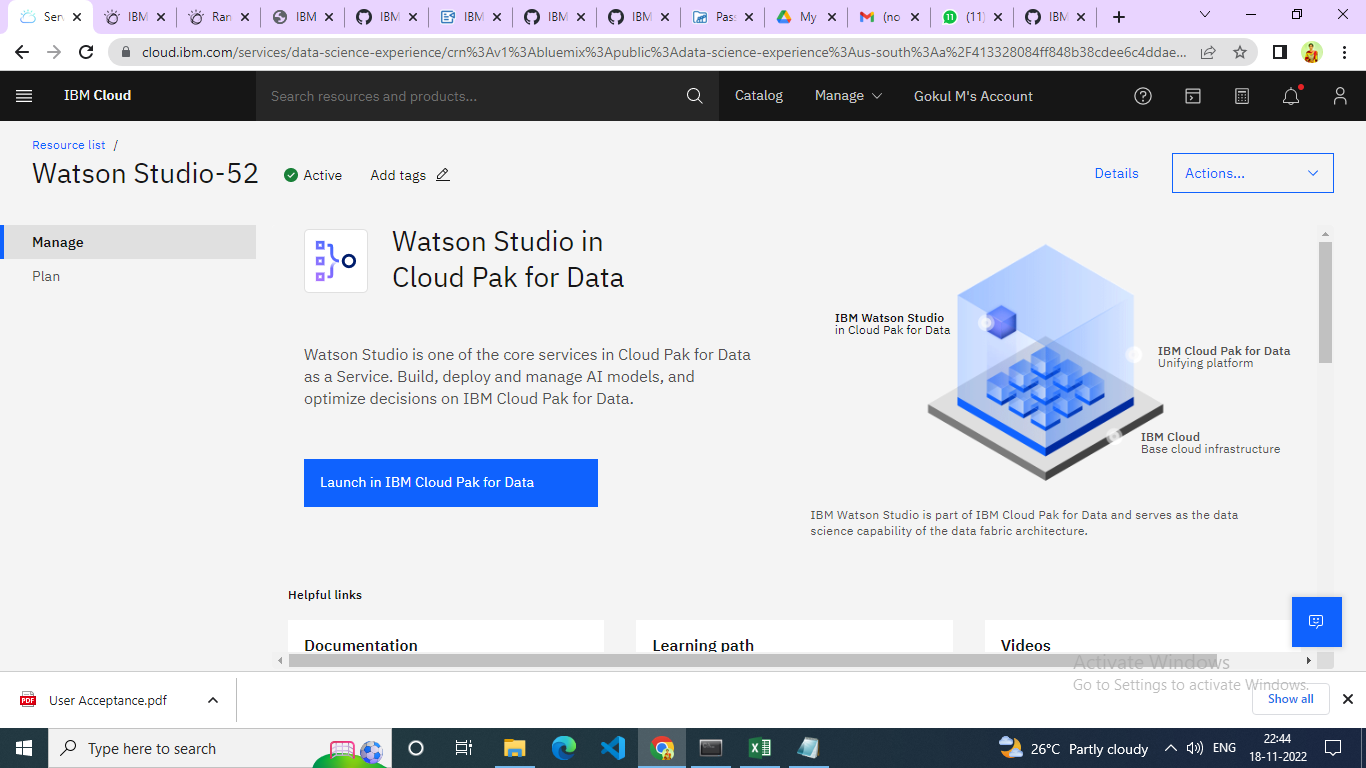 Serv
IBM
Ran
IBM
IBM
IBM
IBM
IBM
Pass
My
(no
(11)
IBM
cloud.ibm.com/services/data-science-experience/crn%3Av1%3Abluemix%3Apublic%3Adata-science-experience%3Aus-south%3Aa%2F413328084ff848b38cdee6c4ddae...
IBM Cloud
Search resources and products...
Catalog
Manage
Gokul M's Account
Resource list /
Watson Studio-52
Active
Add tags
Details
Actions...
Manage
Plan
Watson Studio in
Cloud Pak for Data
Watson Studio is one of the core services in Cloud Pak for Data
as a Service. Build, deploy and manage AI models, and
optimize decisions on IBM Cloud Pak for Data.
Launch in IBM Cloud Pak for Data
IBM Watson Studio
in Cloud Pak for Data
IBM Cloud Pak for Data
Unifying platform
IBM Cloud
Base cloud infrastructure
IBM Watson Studio is part of IBM Cloud Pak for Data and serves as the data
science capability of the data fabric architecture.
Helpful links
Documentation
Learning path
Videos
Activate Windows
Go to Settings to activate Windows.
PDF
User Acceptance.pdf
Show all
Type here to search
26°C Partly cloudy
ENG
22:44
18-11-2022